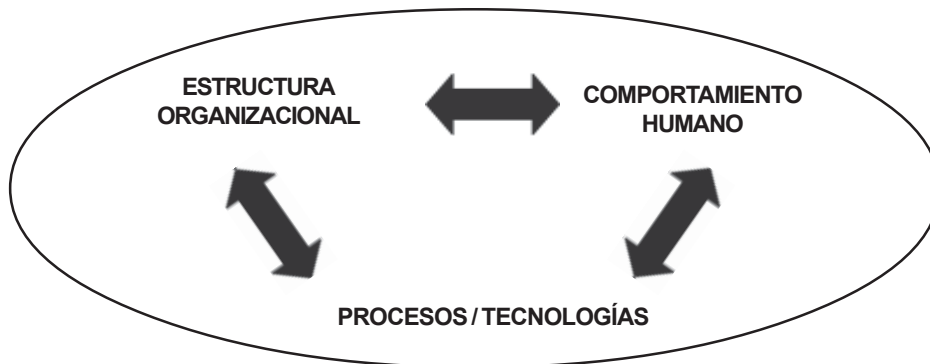 ESTRUCTURA
ORGANIZACIONAL
COMPORTAMIENTO
HUMANO
PROCESOS / TECNOLOGÍAS